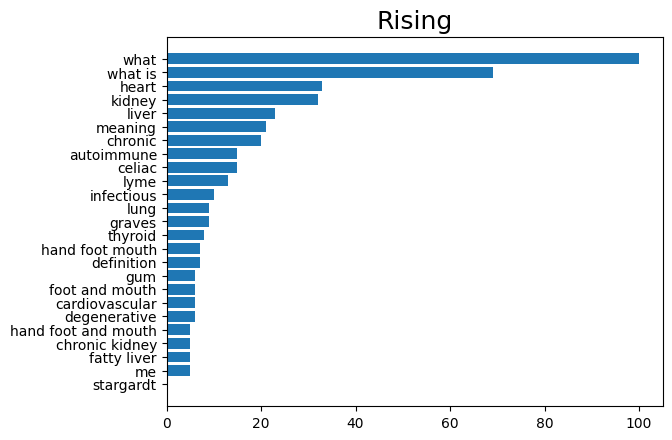 Rising
what
what is
heart
kidney
liver
meaning
chronic
autoimmune
celiac
lyme
infectious
lung
graves
thyroid
hand foot mouth
definition
gum
foot and mouth
cardiovascular
degenerative
hand foot and mouth
chronic kidney
fatty liver
me
stargardt
0 20 40 60 80 100